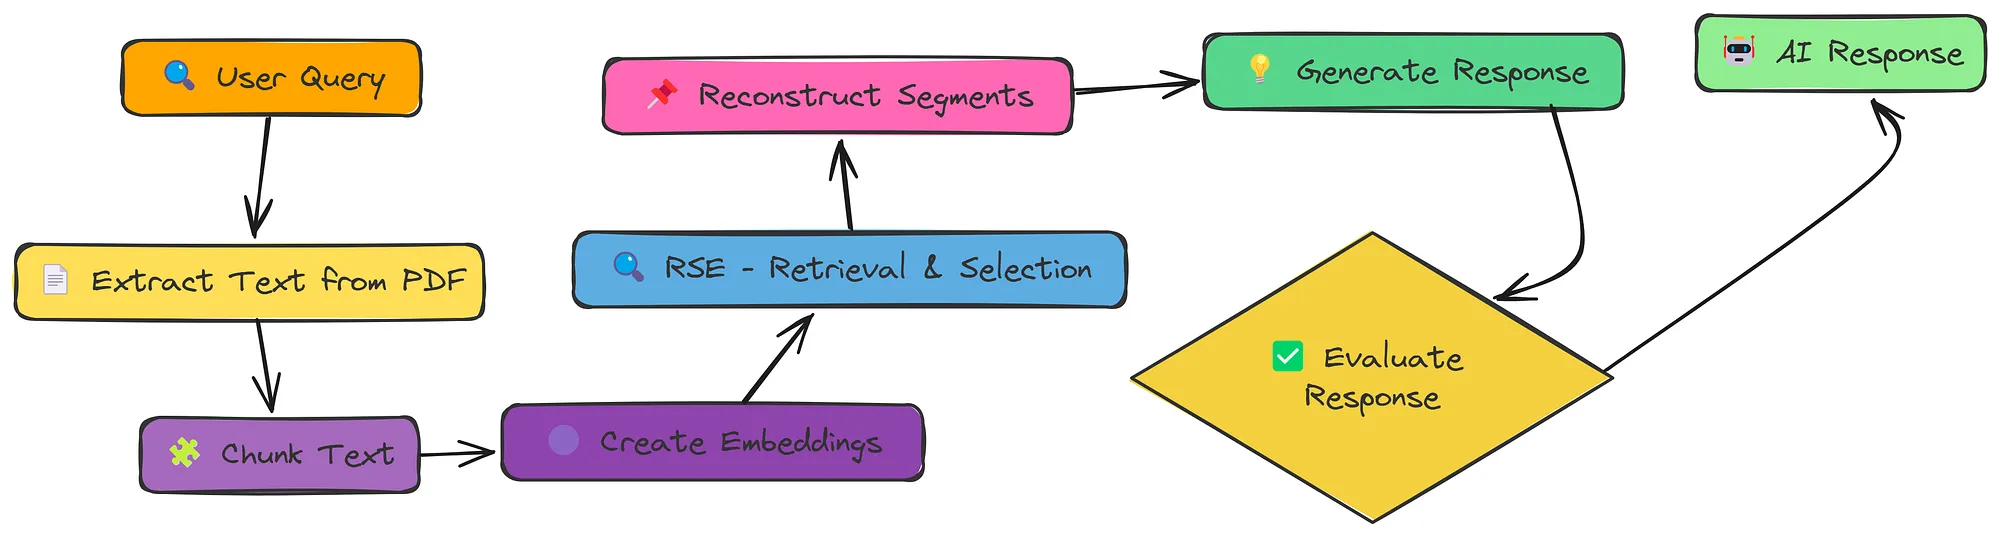 User Query
Extract Text from PDF
Chunk Text
Create Embeddings
RSE - Retrieval & Selection
Reconstruct Segments
Generate Response
Evaluate
Response
AI Response